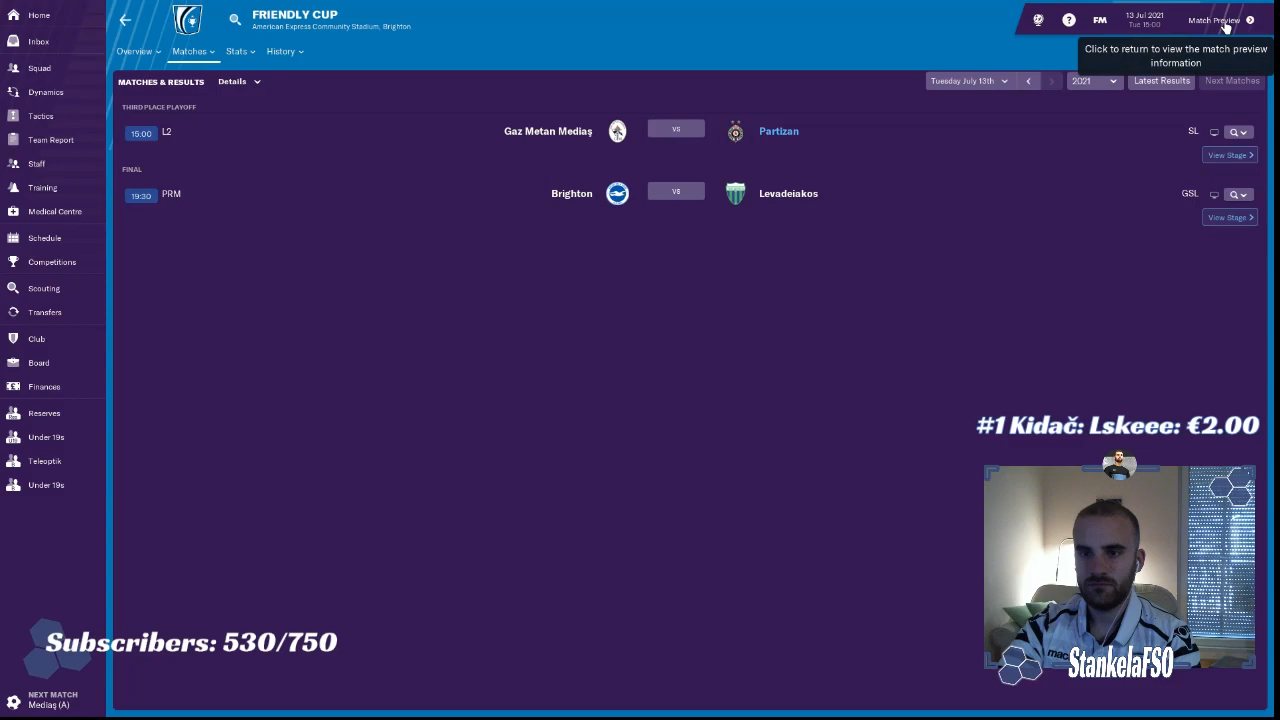 Home
Inbox
Squad
Dynamics
Tactics
Team Report
Staff
Training
Medical Centre
Schedule
Competitions
Scouting
Transfers
Club
Board
Finances
Reserves
Under 19s
Teleoptik
Under 19s
NEXT MATCH
Mediaş (A)
FRIENDLY CUP
American Express Community Stadium, Brighton
FM
13 Jul 2021
Tue 15:00
Match Preview
Click to return to view the match preview
information
Overview
Matches
Stats
History
MATCHES & RESULTS
Details
Tuesday July 13th
2021
Latest Results
Next Matches
THIRD PLACE PLAYOFF
15:00 L2 Gaz Metan Mediaş vs Partizan SL
View Stage
FINAL
19:30 PRM Brighton vs Levadeiakos GSL
View Stage
#1 Kidač: Lskeee: €2.00
Subscribers: 530/750
StankelaFSO